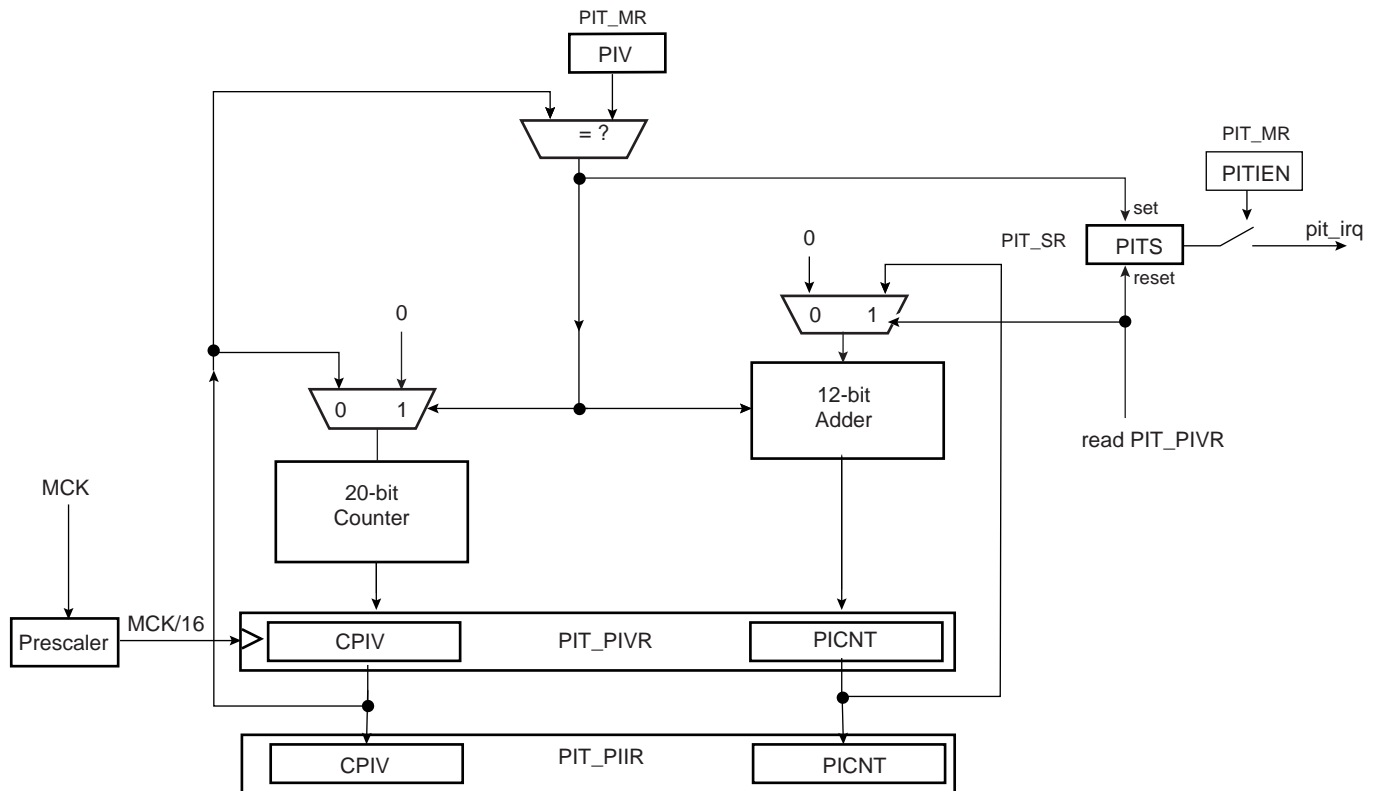 PIT_MR
PIV
= ?
PIT_MR
PITIEN
set
PIT_SR
PITS
pit_irq
reset
0
0 1
0
0 1
12-bit
Adder
read PIT_PIVR
20-bit
Counter
MCK
Prescaler
MCK/16
CPIV
PIT_PIVR
PICNT
CPIV
PIT_PIIR
PICNT